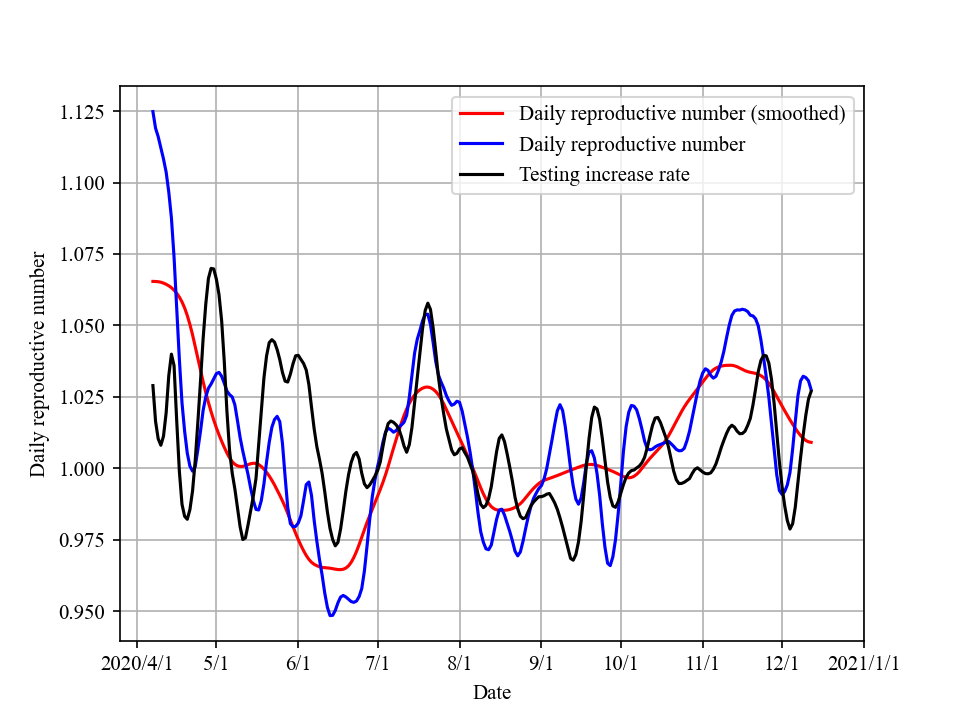 Daily reproductive number (smoothed)
Daily reproductive number
Testing increase rate
Daily reproductive number
1.125
1.100
1.075
1.050
1.025
1.000
0.975
0.950
2020/4/1 5/1 6/1 7/1 8/1 9/1 10/1 11/1 12/1 2021/1/1
Date